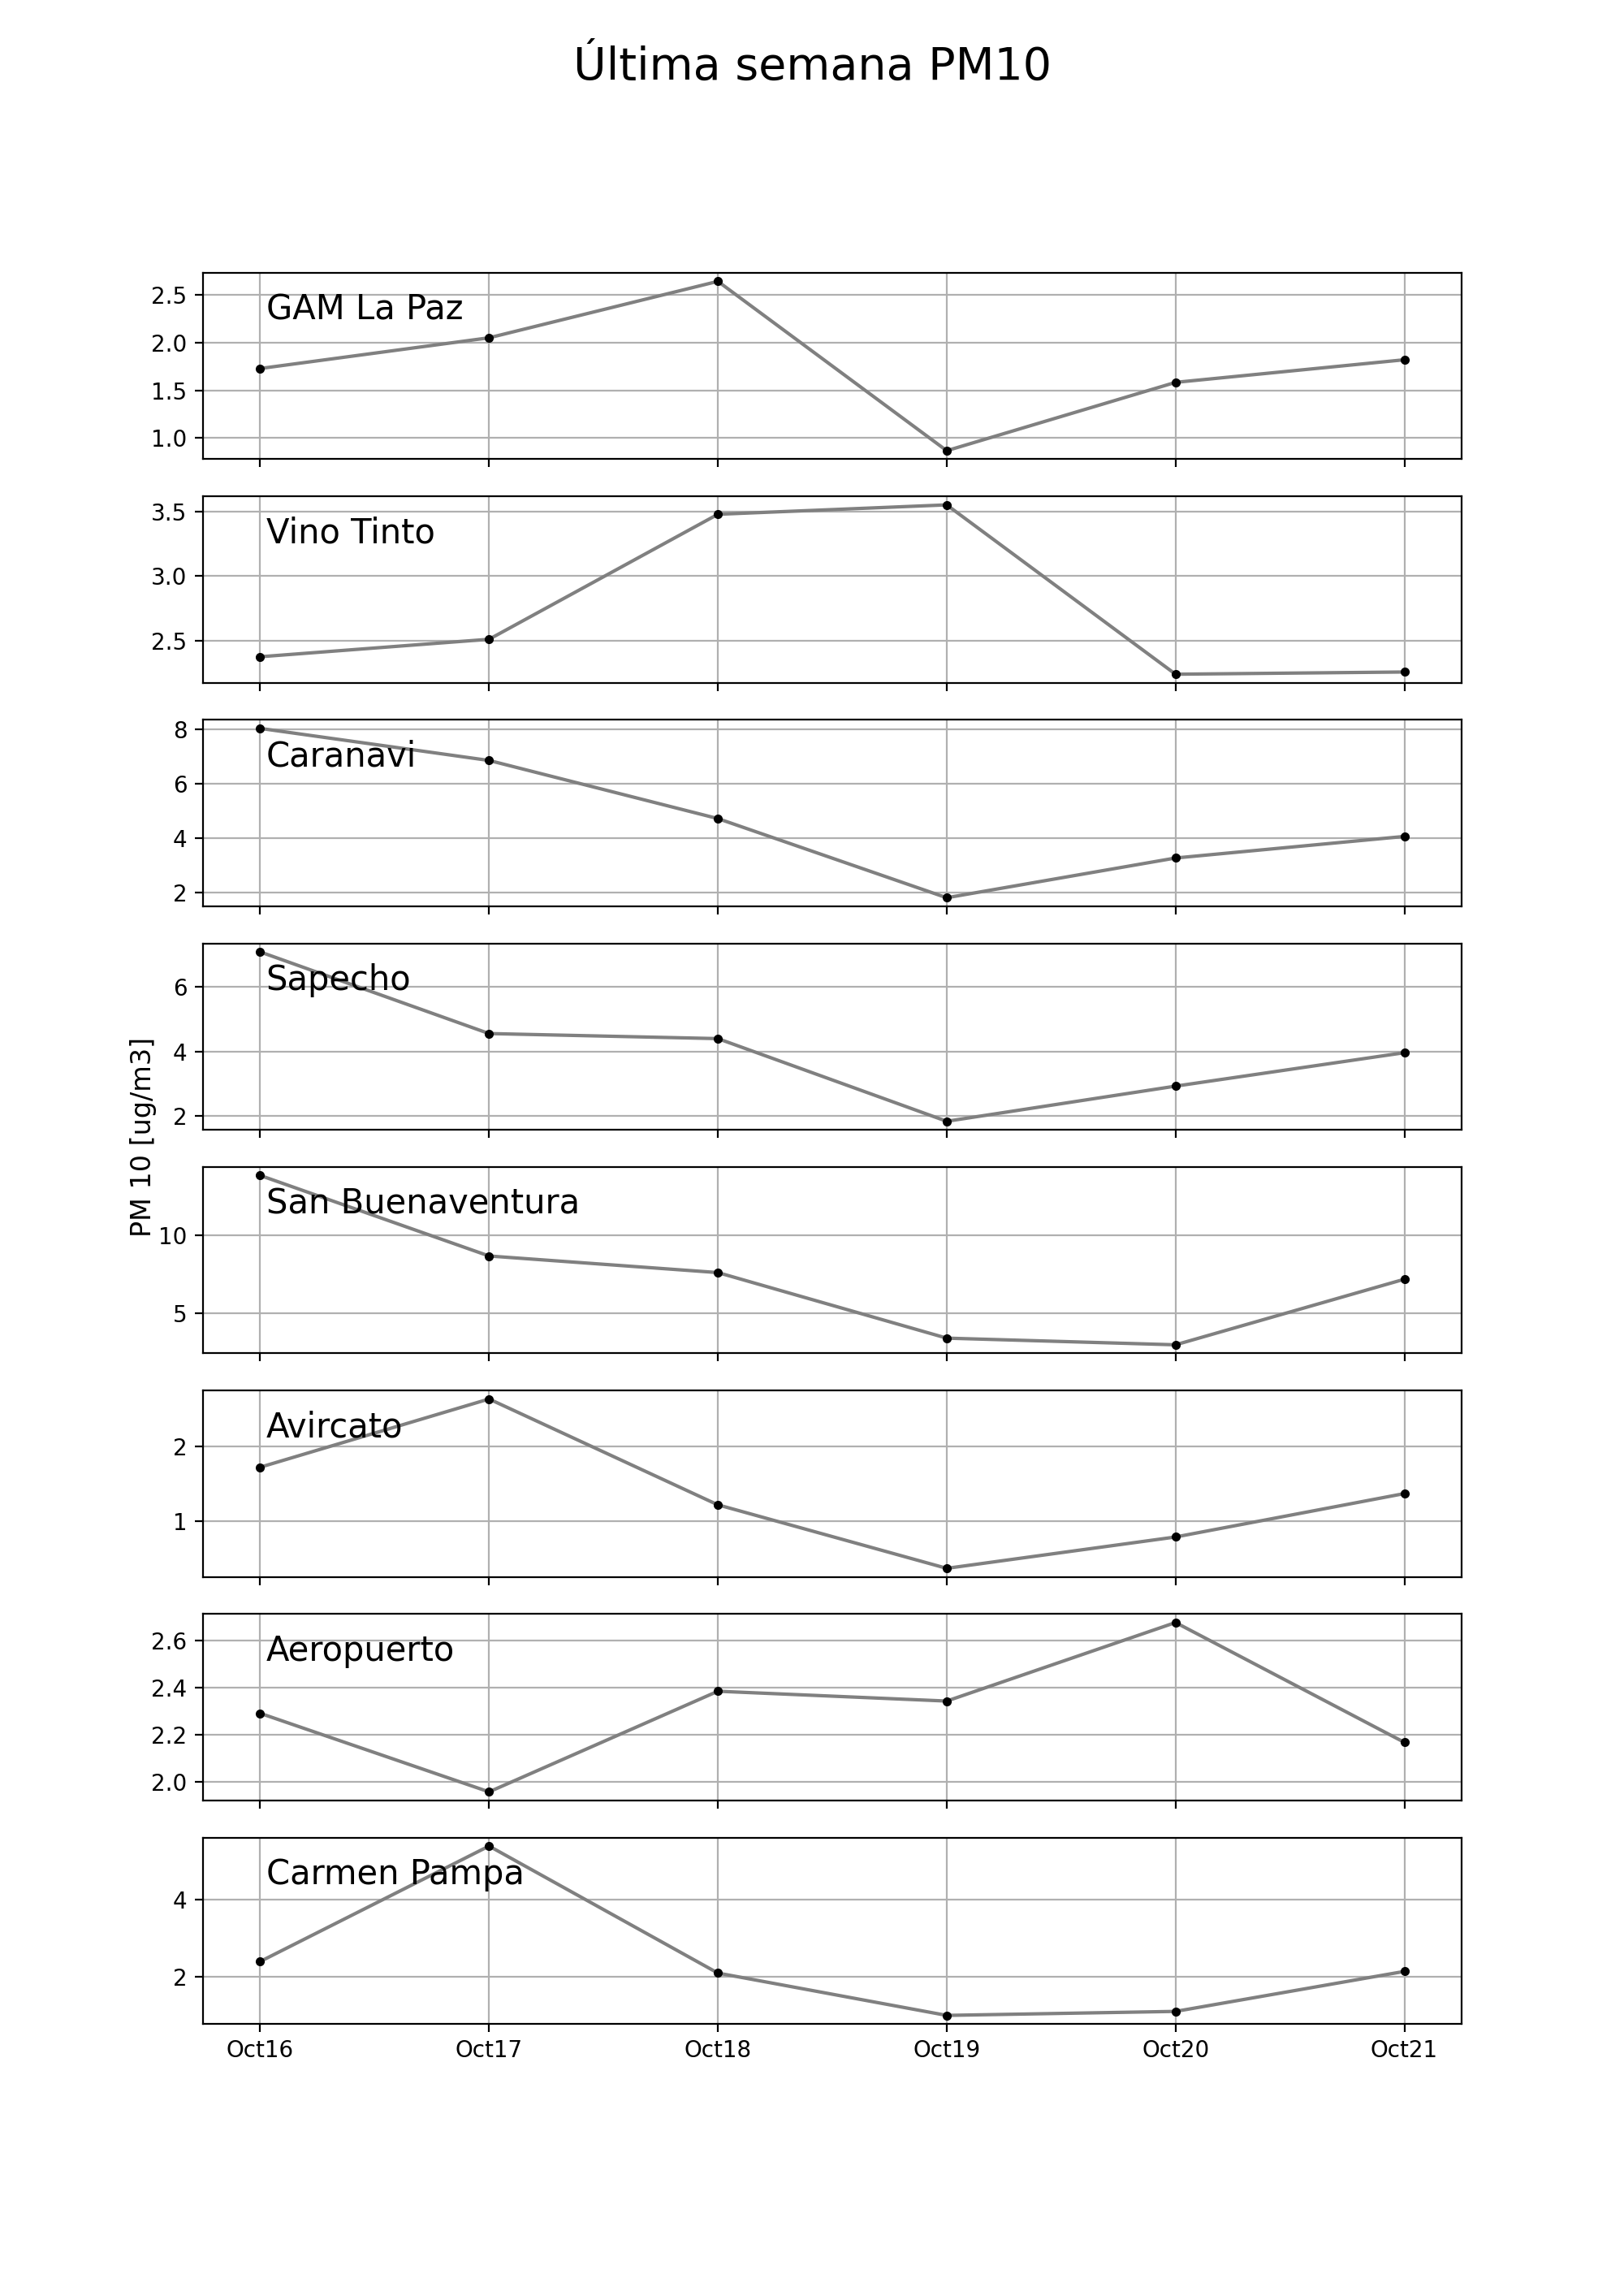 Última semana PM10
PM 10 [ug/m3]
GAM La Paz
2.5
2.0
1.5
1.0
Vino Tinto
3.5
3.0
2.5
Caranavi
8
6
4
2
Sapecho
6
4
2
San Buenaventura
10
5
Avircato
2
1
Aeropuerto
2.6
2.4
2.2
2.0
Carmen Pampa
4
2
Oct16 Oct17 Oct18 Oct19 Oct20 Oct21